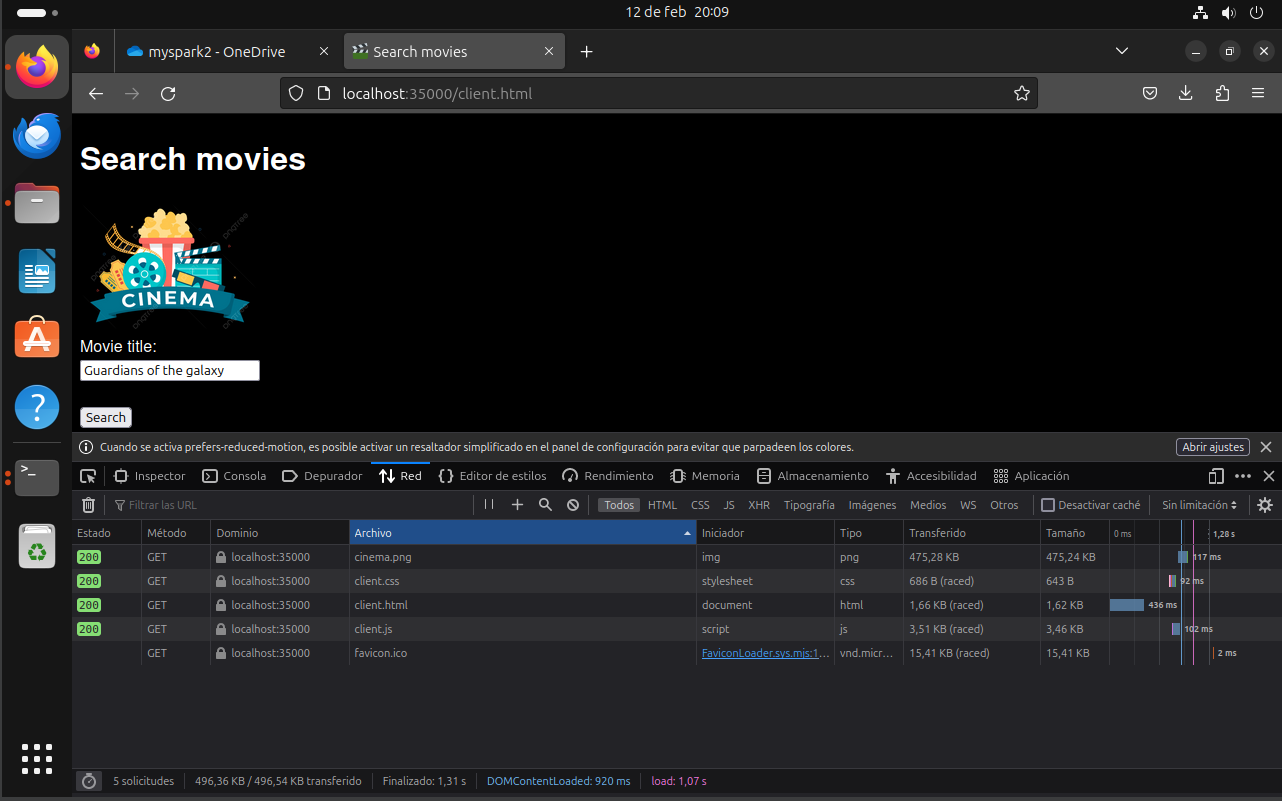 12 de feb 20:09
myspark2 - OneDrive
Search movies
localhost:35000/client.html
Search movies
pngtree
CINEMA
Movie title:
Guardians of the galaxy
Search
Cuando se activa prefers-reduced-motion, es posible activar un resaltador simplificado en el panel de configuración para evitar que parpadeen los colores. Abrir ajustes
Inspector Consola Depurador Red Editor de estilos Rendimiento Memoria Almacenamiento Accesibilidad Aplicación
Filtrar las URL Todos HTML CSS JS XHR Tipografía Imágenes Medios WS Otros Desactivar caché Sin limitación
Estado Método Dominio Archivo Iniciador Tipo Transferido Tamaño 0 ms 1,28 s
200 GET localhost:35000 cinema.png img png 475,28 KB 475,24 KB 117 ms
200 GET localhost:35000 client.css stylesheet css 686 B (raced) 643 B 92 ms
200 GET localhost:35000 client.html document html 1,66 KB (raced) 1,62 KB 436 ms
200 GET localhost:35000 client.js script js 3,51 KB (raced) 3,46 KB 102 ms
GET localhost:35000 favicon.ico FaviconLoader.sys.mjs:1… vnd.micr… 15,41 KB (raced) 15,41 KB 2 ms
5 solicitudes 496,36 KB / 496,54 KB transferido Finalizado: 1,31 s DOMContentLoaded: 920 ms load: 1,07 s